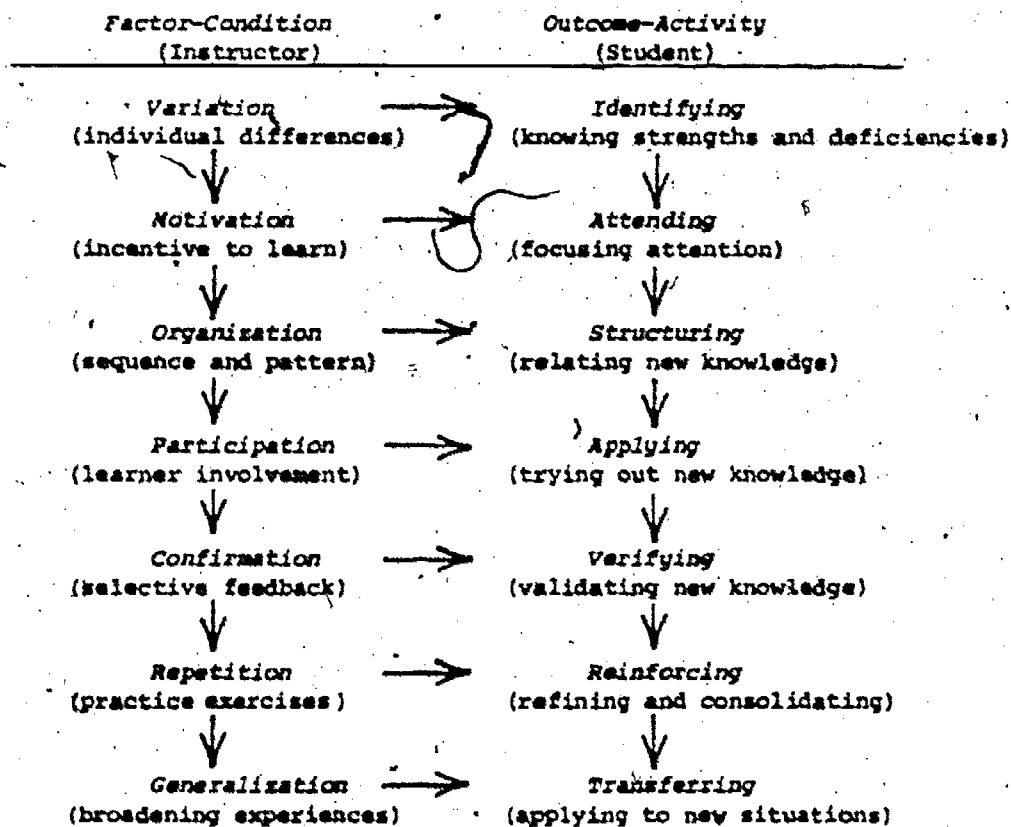 Factor-Condition Outcome-Activity
(Instructor) (Student)
Variation Identifying
(individual differences) (knowing strengths and deficiencies)
Motivation Attending
(incentive to learn) (focusing attention)
Organization Structuring
(sequence and pattern) (relating new knowledge)
Participation Applying
(learner involvement) (trying out new knowledge)
Confirmation Verifying
(selective feedback) (validating new knowledge)
Repetition Reinforcing
(practice exercises) (refining and consolidating)
Generalization Transferring
(broadening experiences) (applying to new situations)